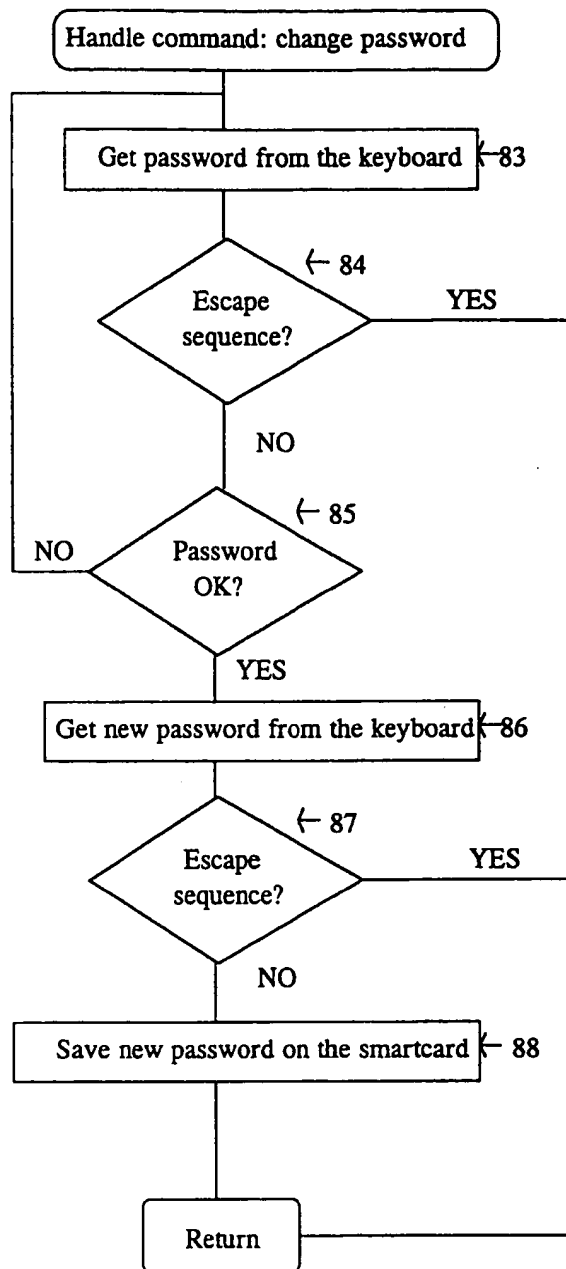 Handle command: change password
Get password from the keyboard
← 83
← 84
Escape
sequence?
YES
NO
← 85
Password
OK?
NO
YES
Get new password from the keyboard
← 86
← 87
Escape
sequence?
YES
NO
Save new password on the smartcard
← 88
Return